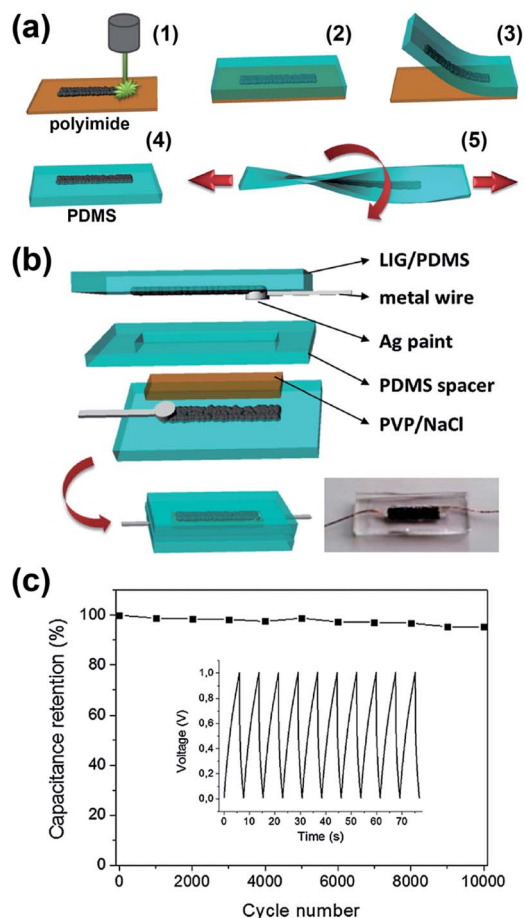 (a)
(1)
(2)
(3)
polyimide
(4)
(5)
PDMS
(b)
LIG/PDMS
metal wire
Ag paint
PDMS spacer
PVP/NaCl
(c)
Capacitance retention (%)
100
80
60
40
20
0
0 2000 4000 6000 8000 10000
Cycle number
Voltage (V)
1,0
0,8
0,6
0,4
0,2
0,0
0 10 20 30 40 50 60 70
Time (s)